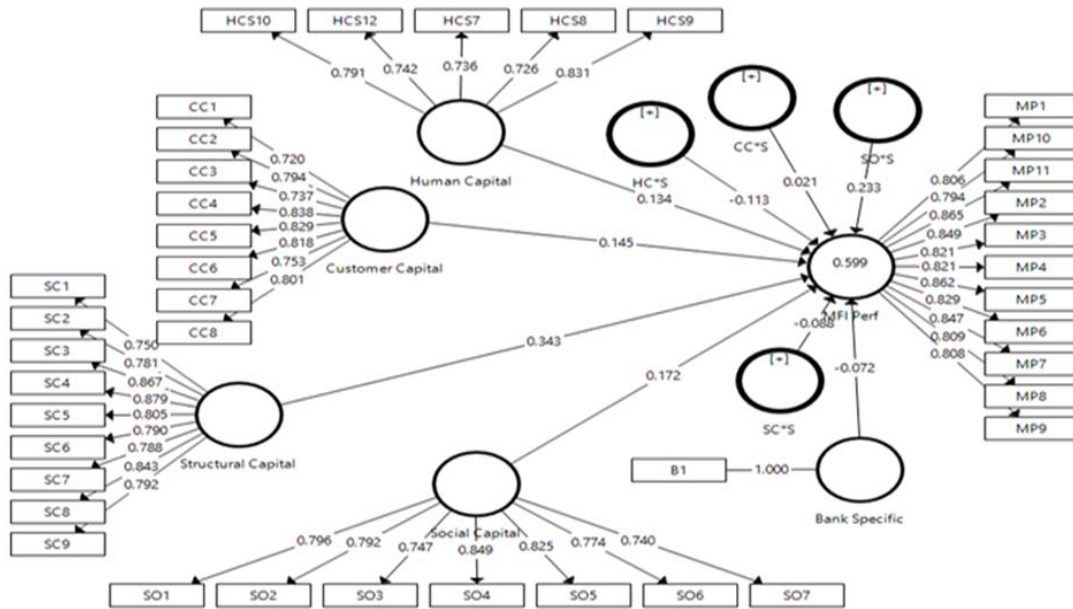 HCS10 HCS12 HCS7 HCS8 HCS9
0.791 0.742 0.736 0.726 0.831
Human Capital
CC1
CC2
CC3
CC4
CC5
CC6
CC7
CC8
0.720
0.794
0.737
0.838
0.829
0.818
0.753
0.801
Customer Capital
SC1
SC2
SC3
SC4
SC5
SC6
SC7
SC8
SC9
0.750
0.781
0.867
0.879
0.805
0.790
0.788
0.843
0.792
Structural Capital
Social Capital
0.796 0.792 0.747 0.849 0.825 0.774 0.740
SO1 SO2 SO3 SO4 SO5 SO6 SO7
[+]
HC*S
[+]
CC*S
[+]
SO*S
0.134
-0.113
0.021
0.233
0.145
0.343
0.172
-0.088
-0.072
[+]
SC*S
B1
1.000
Bank Specific
0.599
MFI Perf
0.806
0.794
0.865
0.849
0.821
0.821
0.862
0.829
0.847
0.809
0.808
MP1
MP10
MP11
MP2
MP3
MP4
MP5
MP6
MP7
MP8
MP9